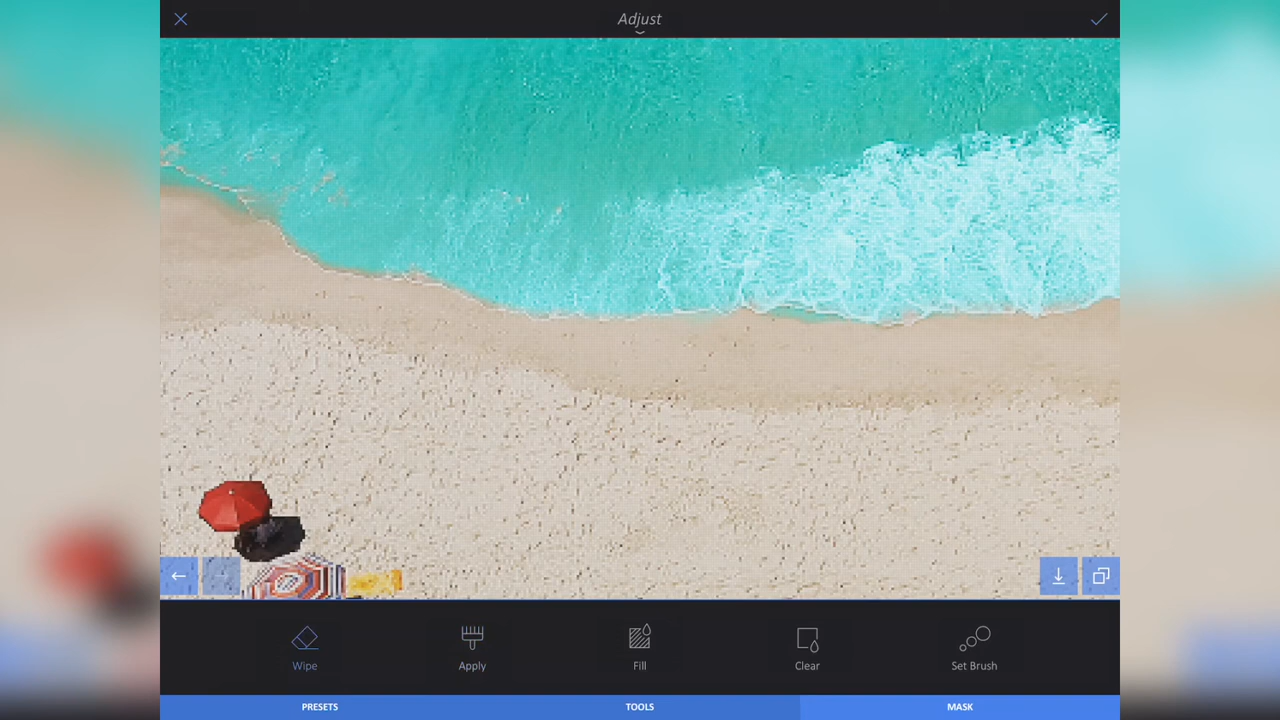 Adjust
Wipe
Apply
Fill
Clear
Set Brush
PRESETS
TOOLS
MASK